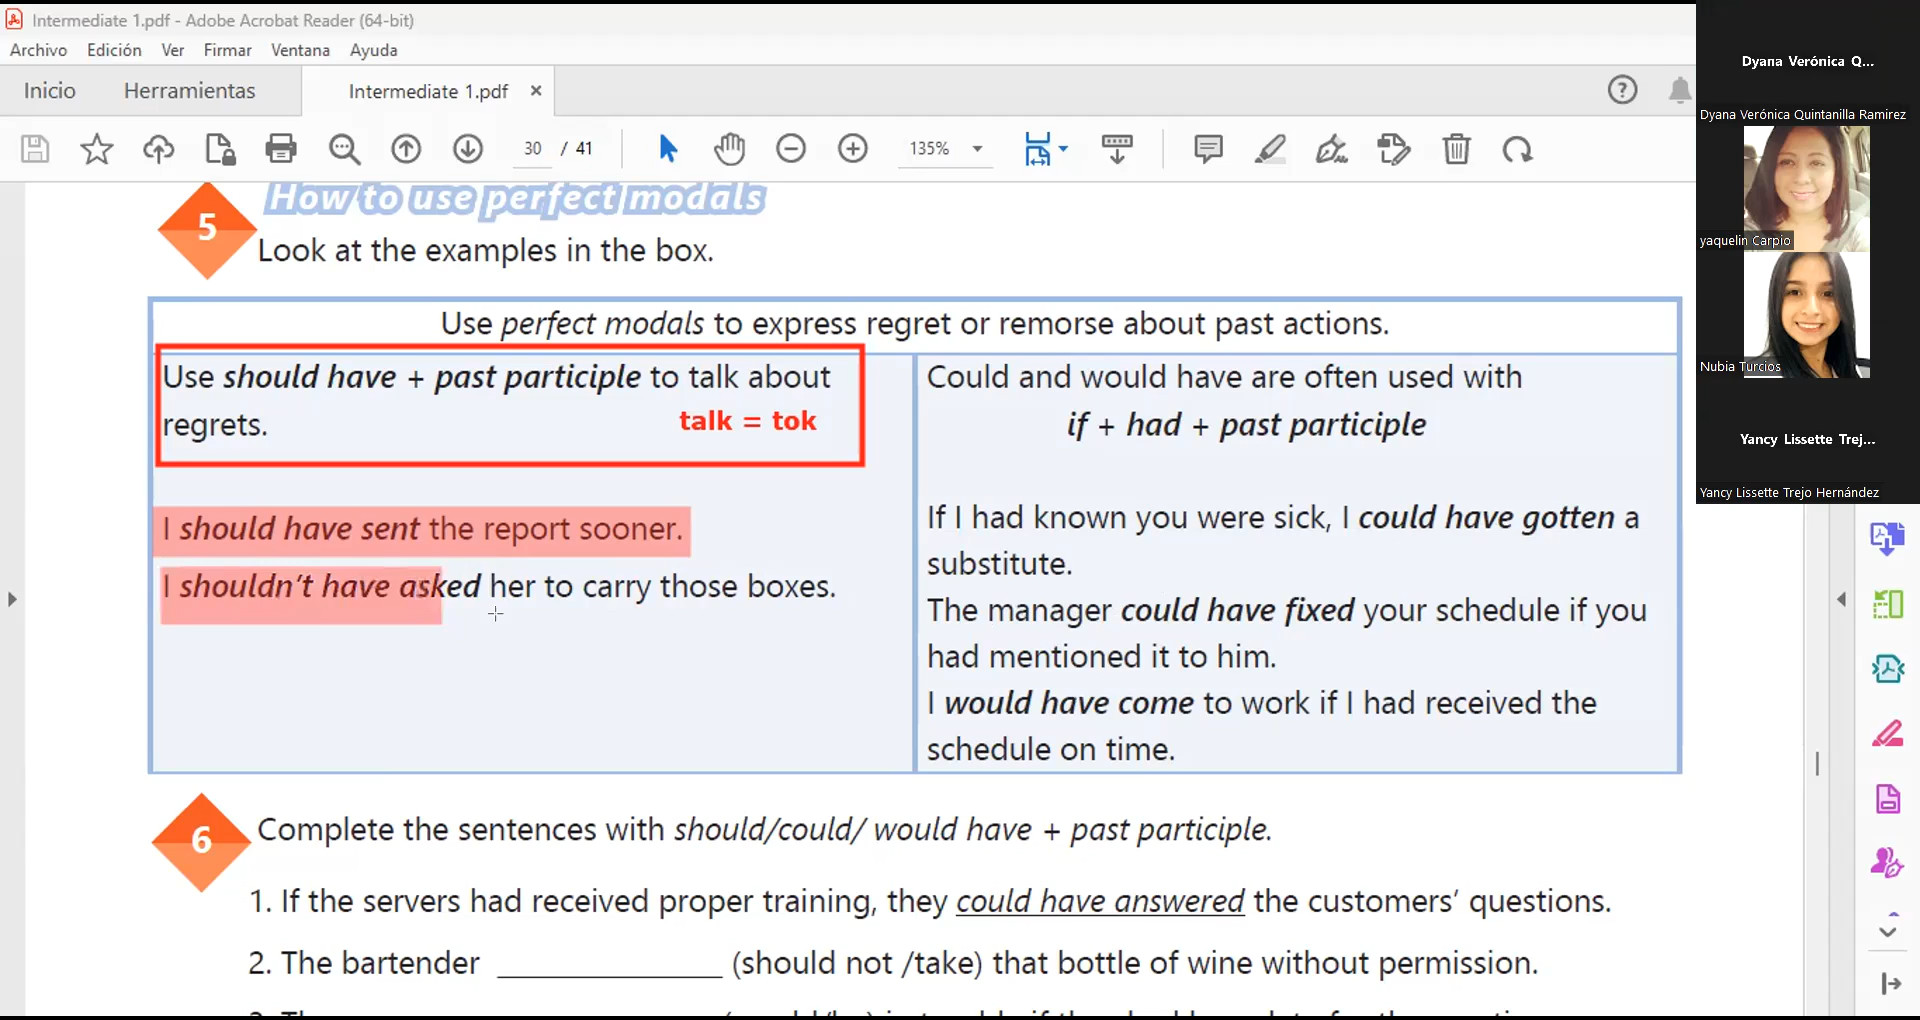 Intermediate 1.pdf - Adobe Acrobat Reader (64-bit)
Archivo Edición Ver Firmar Ventana Ayuda
Inicio Herramientas Intermediate 1.pdf ×
30 / 41 135%
5 How to use perfect modals
Look at the examples in the box.
Use perfect modals to express regret or remorse about past actions.
Use should have + past participle to talk about
regrets.
talk = tok
I should have sent the report sooner.
I shouldn't have asked her to carry those boxes.
Could and would have are often used with
if + had + past participle
If I had known you were sick, I could have gotten a
substitute.
The manager could have fixed your schedule if you
had mentioned it to him.
I would have come to work if I had received the
schedule on time.
6 Complete the sentences with should/could/ would have + past participle.
1. If the servers had received proper training, they could have answered the customers' questions.
2. The bartender ______________ (should not /take) that bottle of wine without permission.
Dyana Verónica Q...
Dyana Verónica Quintanilla Ramirez
yaquelin Carpio
Nubia Turcios
Yancy Lissette Trej...
Yancy Lissette Trejo Hernández